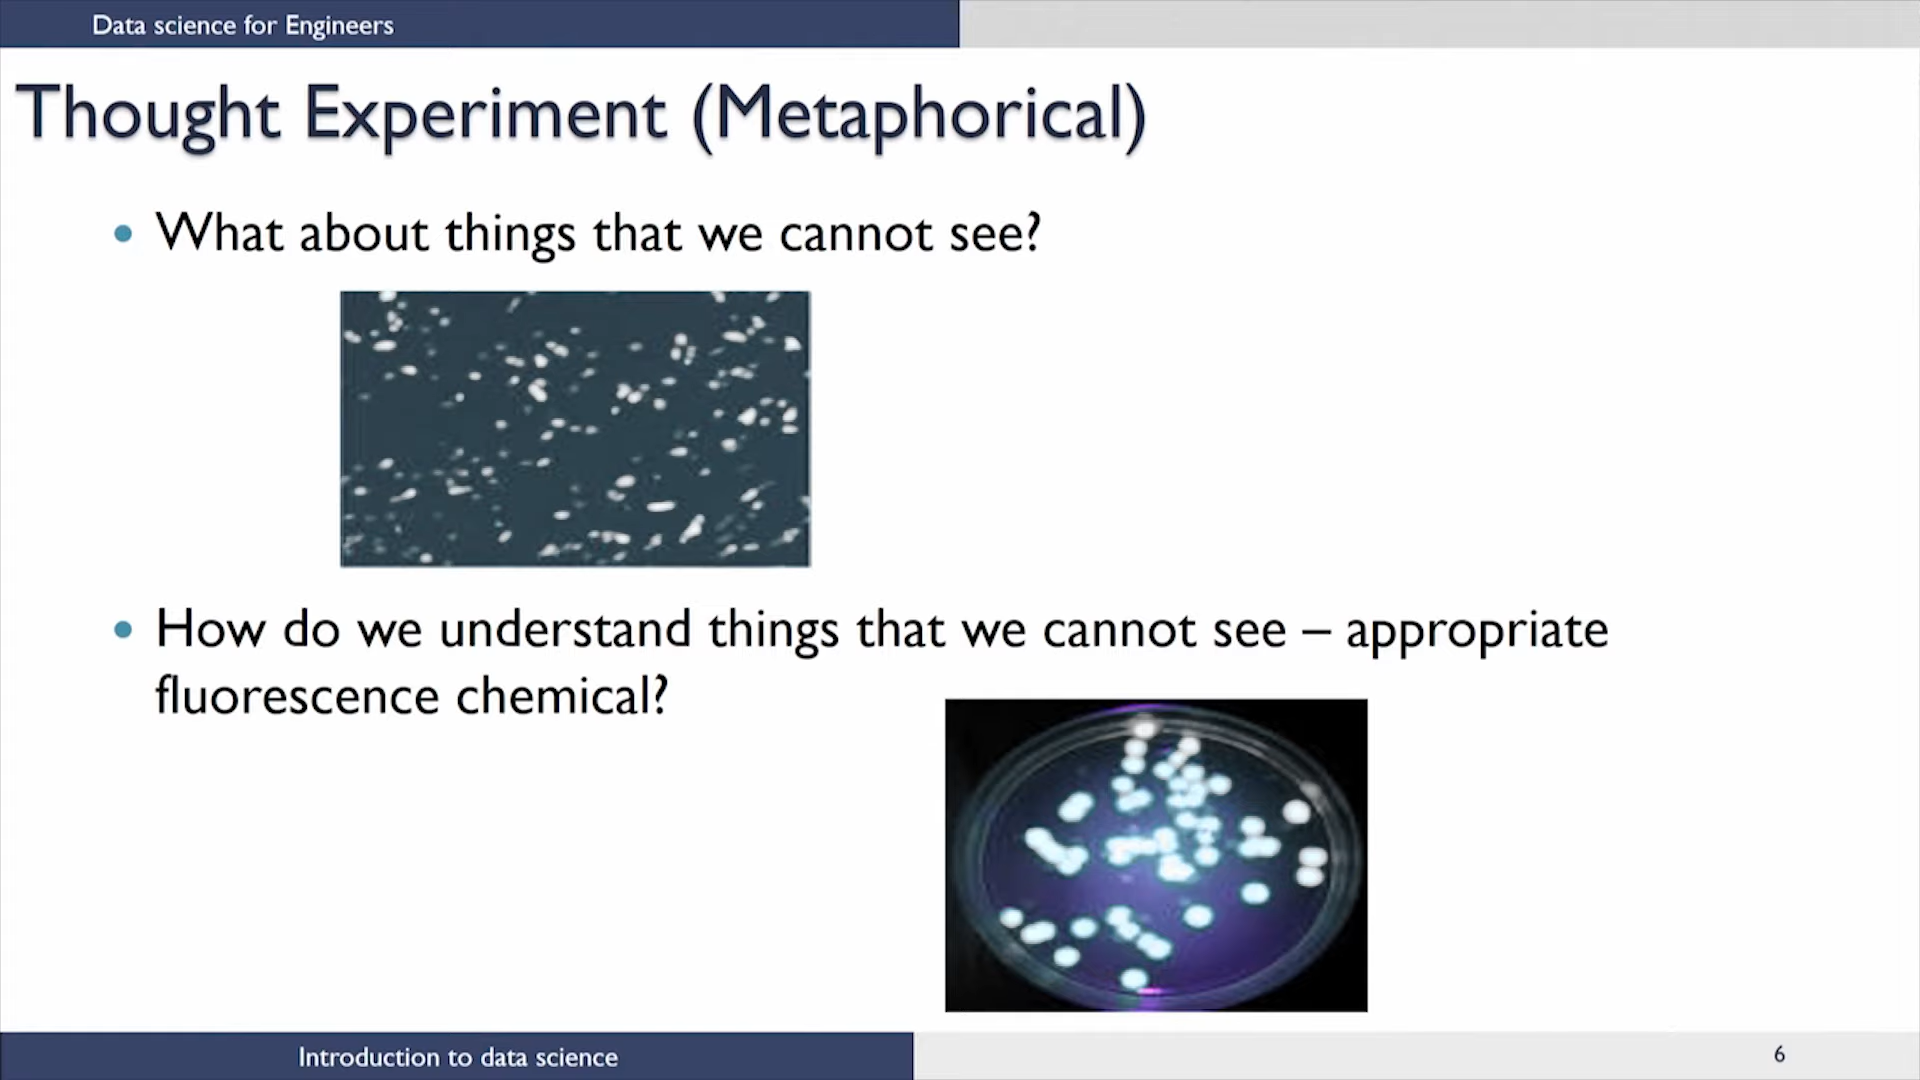 Data science for Engineers
Thought Experiment (Metaphorical)
• What about things that we cannot see?
• How do we understand things that we cannot see – appropriate
fluorescence chemical?
Introduction to data science
6